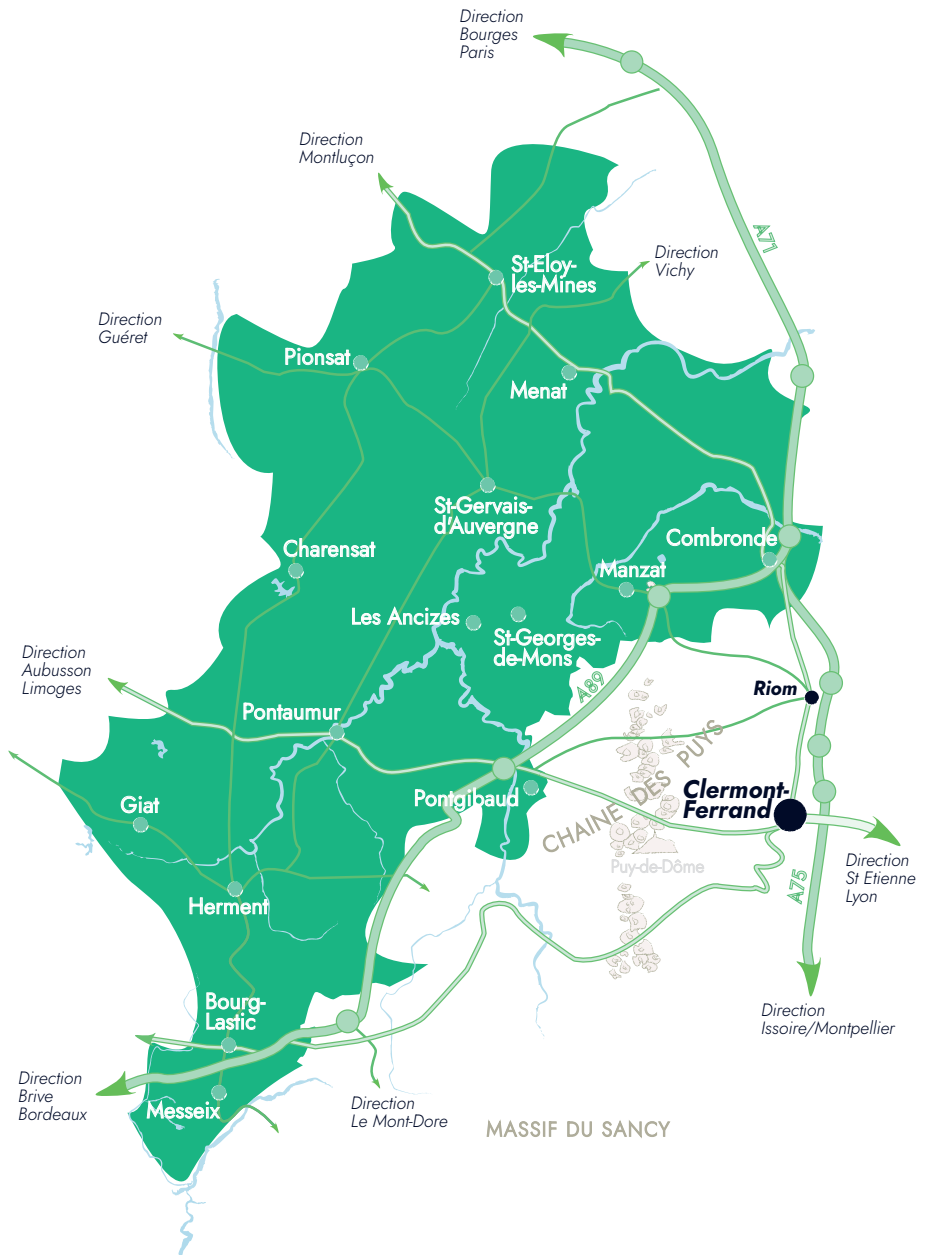 Direction
Bourges
Paris
Direction
Montluçon
A71
Direction
Vichy
St-Eloy-
les-Mines
Direction
Guéret
Pionsat
Menat
St-Gervais-
d'Auvergne
Combronde
Charensat
Manzat
Les Ancizes
St-Georges-
de-Mons
Direction
Aubusson
Limoges
A89
Riom
Pontaumur
CHAINE DES PUYS
Clermont-
Ferrand
Pontgibaud
Giat
Puy-de-Dôme
Direction
St Etienne
Lyon
A75
Herment
Bourg-
Lastic
Direction
Issoire/Montpellier
Direction
Brive
Bordeaux
Messeix
Direction
Le Mont-Dore
MASSIF DU SANCY